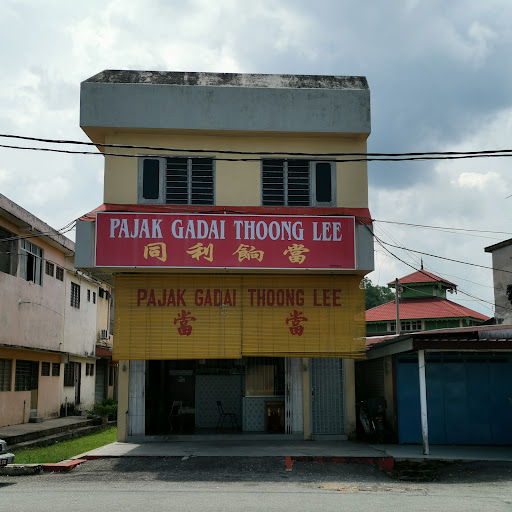 PAJAK GADAI THOONG LEE
同利餉當
PAJAK GADAI THOONG LEE
當 當